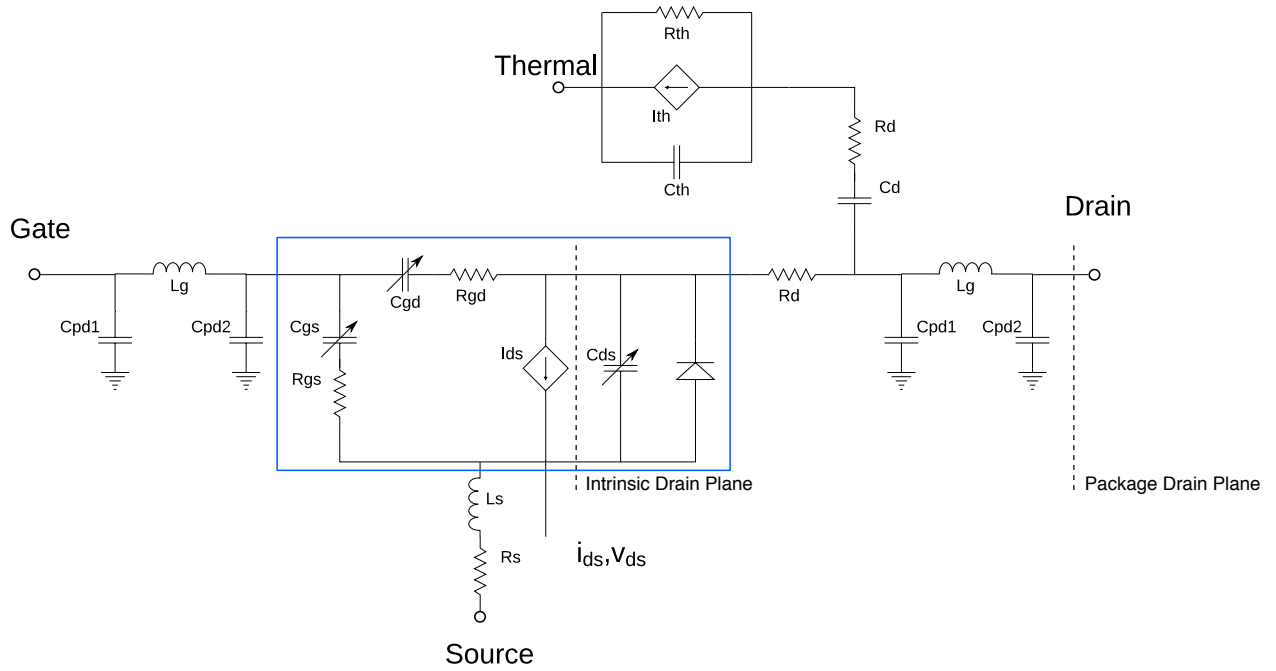 Rth
Thermal
Ith
Rd
Cth
Cd
Gate
Drain
Lg
Cgd
Rgd
Rd
Lg
Cpd1
Cpd2
Cgs
Ids
Cds
Cpd1
Cpd2
Rgs
Intrinsic Drain Plane
Package Drain Plane
Ls
Rs
ids,vds
Source